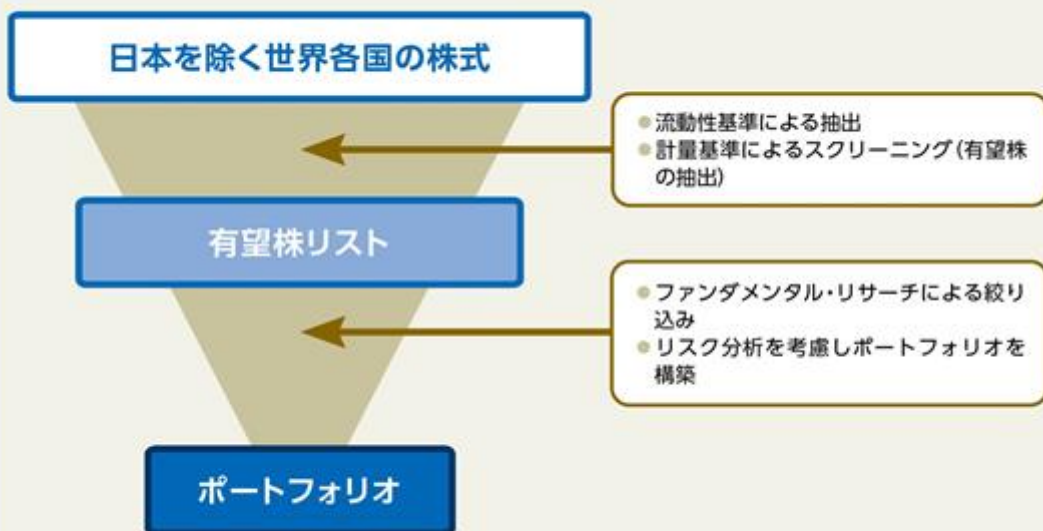 日本を除く世界各国の株式
●流動性基準による抽出
●計量基準によるスクリーニング(有望株
の抽出)
有望株リスト
●ファンダメンタル・リサーチによる絞り
込み
●リスク分析を考慮しポートフォリオを
構築
ポートフォリオ